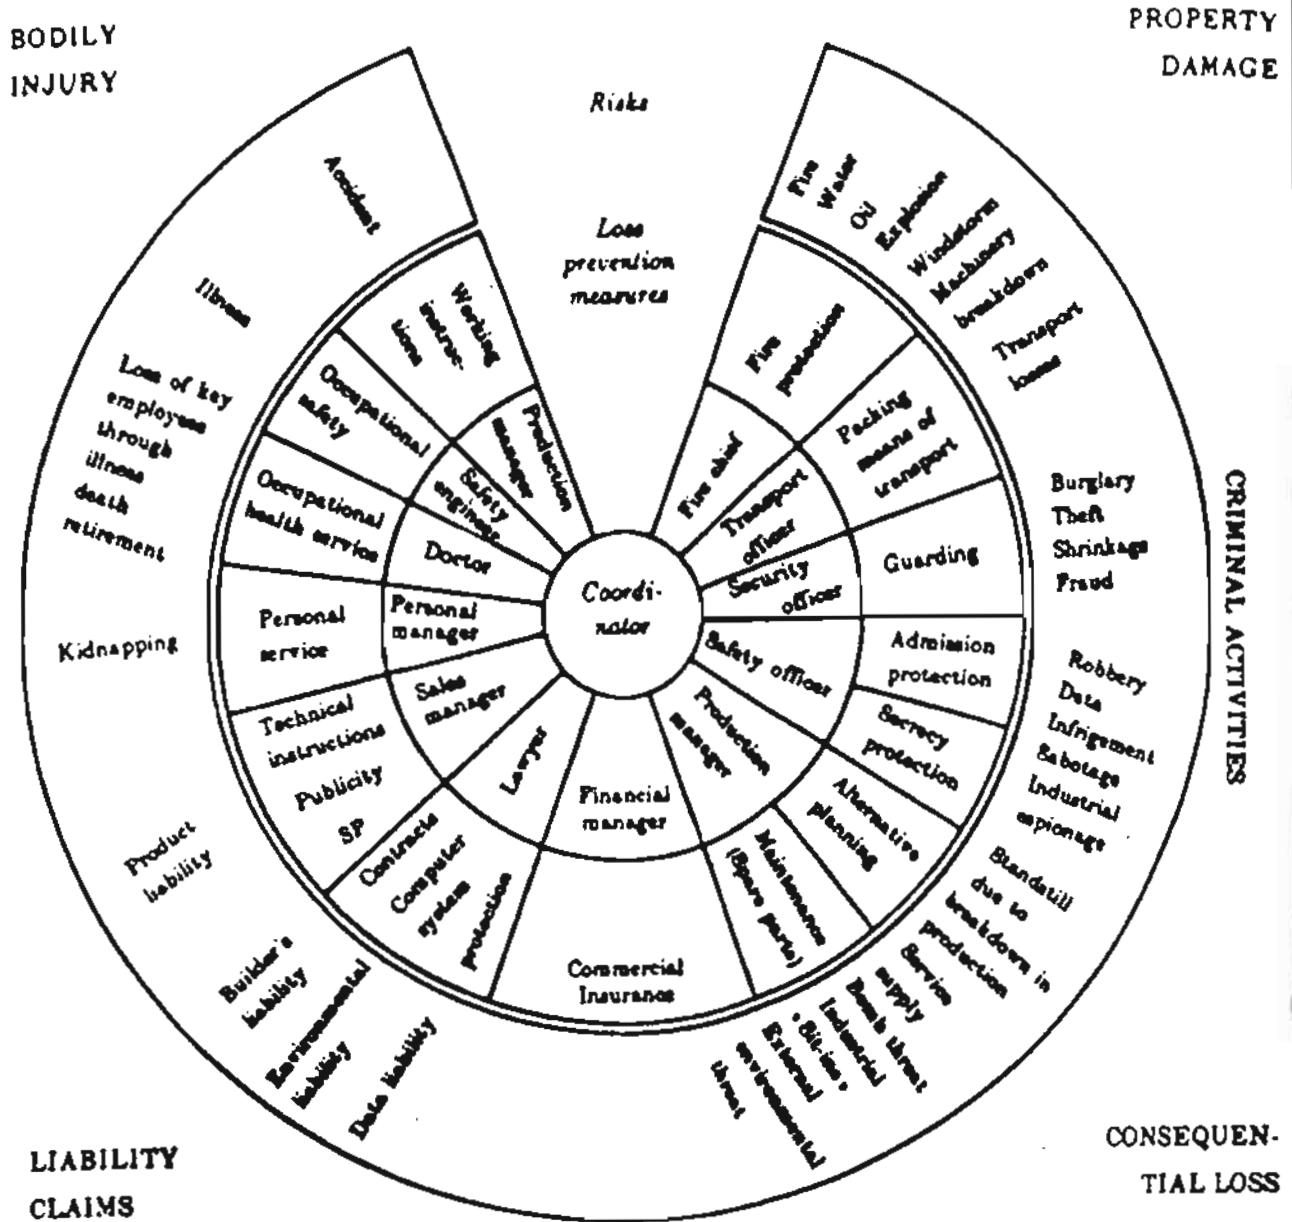 BODILY
INJURY
PROPERTY
DAMAGE
Risks
Loss
prevention
measures
Accident
Illness
Loss of key
employees
through
illness
death
retirement
Kidnapping
Product
liability
Builder's
liability
Environmental
liability
Data liability
Fire
Water
Oil
Explosion
Windstorm
Machinery
breakdown
Transport
losses
Burglary
Theft
Shrinkage
Fraud
Robbery
Data
Infrigement
Sabotage
Industrial
espionage
Standstill
due to
breakdown in
production
Service
supply
Bomb threat
Industrial
Sit-ins
External
environmental
threat
CRIMINAL ACTIVITIES
Working
instruc-
tions
Occupational
safety
Occupational
health service
Personal
service
Technical
instructions
Publicity
SP
Contracts
Computer
system
protection
Commercial
Insurance
Maintenance
(Spare parts)
Alternative
planning
Secrecy
protection
Admission
protection
Guarding
Packing
means of
transport
Fire
protection
Production
manager
Safety
engineer
Doctor
Personal
manager
Sales
manager
Lawyer
Financial
manager
Production
manager
Safety officer
Security
officer
Transport
officer
Fire chief
Coordi-
nator
LIABILITY
CLAIMS
CONSEQUEN-
TIAL LOSS